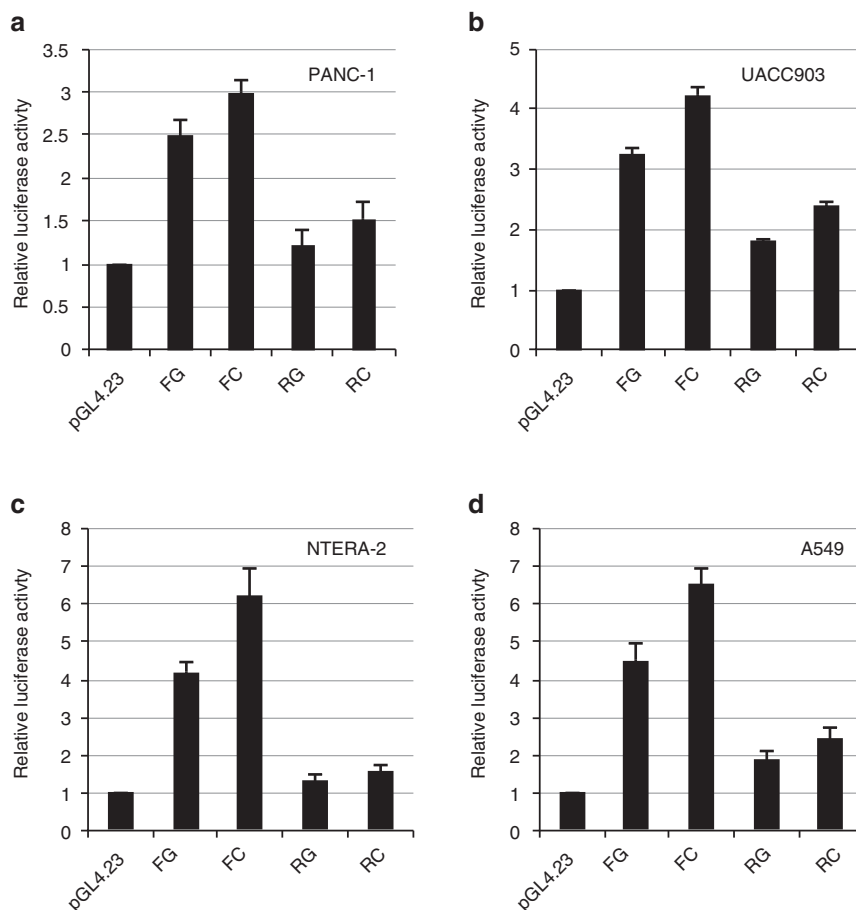 a
PANC-1
Relative luciferase activty
3.5
3
2.5
2
1.5
1
0.5
0
pGL4.23
FG
FC
RG
RC
b
UACC903
Relative luciferase activty
5
4
3
2
1
0
pGL4.23
FG
FC
RG
RC
c
NTERA-2
Relative luciferase activty
8
7
6
5
4
3
2
1
0
pGL4.23
FG
FC
RG
RC
d
A549
Relative luciferase activty
8
7
6
5
4
3
2
1
0
pGL4.23
FG
FC
RG
RC